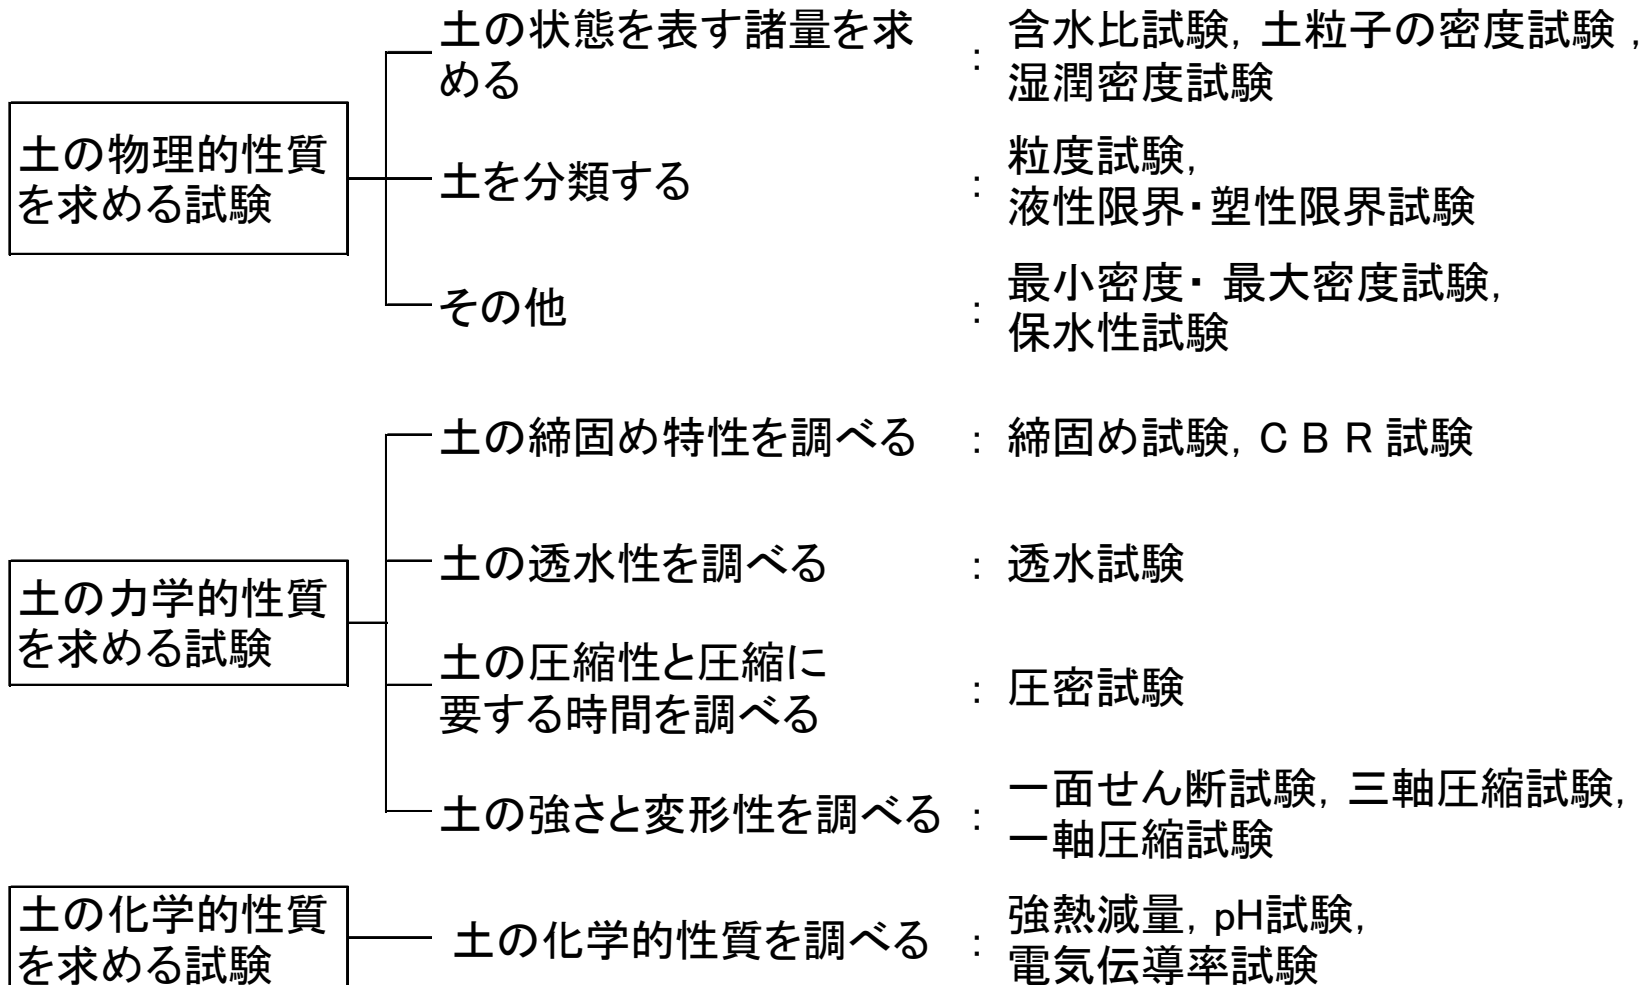 土の物理的性質
を求める試験
土の状態を表す諸量を求
める
:
含水比試験, 土粒子の密度試験 ,
湿潤密度試験
土を分類する
:
粒度試験,
液性限界・塑性限界試験
その他
:
最小密度・ 最大密度試験,
保水性試験
土の力学的性質
を求める試験
土の締固め特性を調べる
:
締固め試験, C B R 試験
土の透水性を調べる
:
透水試験
土の圧縮性と圧縮に
要する時間を調べる
:
圧密試験
土の強さと変形性を調べる
:
一面せん断試験, 三軸圧縮試験,
一軸圧縮試験
土の化学的性質
を求める試験
土の化学的性質を調べる
:
強熱減量, pH試験,
電気伝導率試験